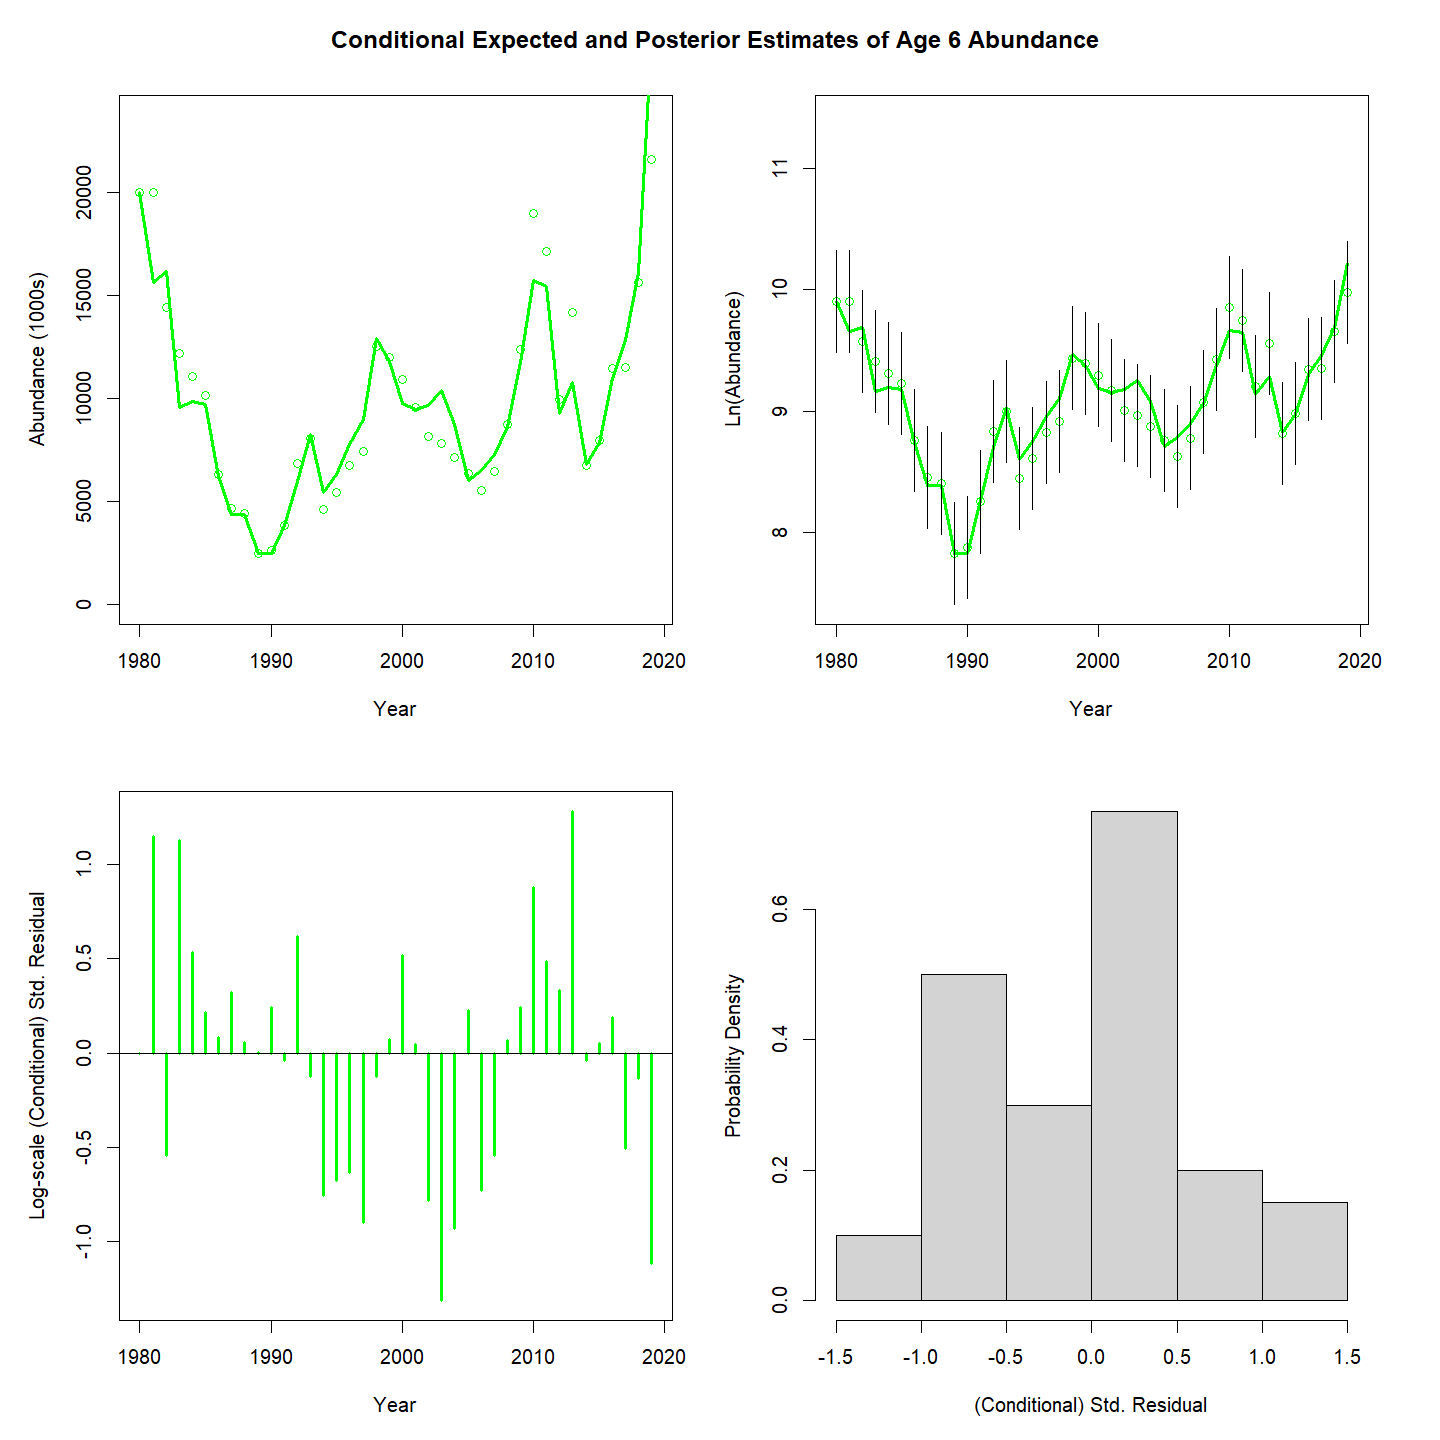 Conditional Expected and Posterior Estimates of Age 6 Abundance
Abundance (1000s)
20000
15000
10000
5000
0
1980 1990 2000 2010 2020
Year
Ln(Abundance)
11
10
9
8
1980 1990 2000 2010 2020
Year
Log-scale (Conditional) Std. Residual
1.0
0.5
0.0
-0.5
-1.0
1980 1990 2000 2010 2020
Year
Probability Density
0.6
0.4
0.2
0.0
-1.5 -1.0 -0.5 0.0 0.5 1.0 1.5
(Conditional) Std. Residual